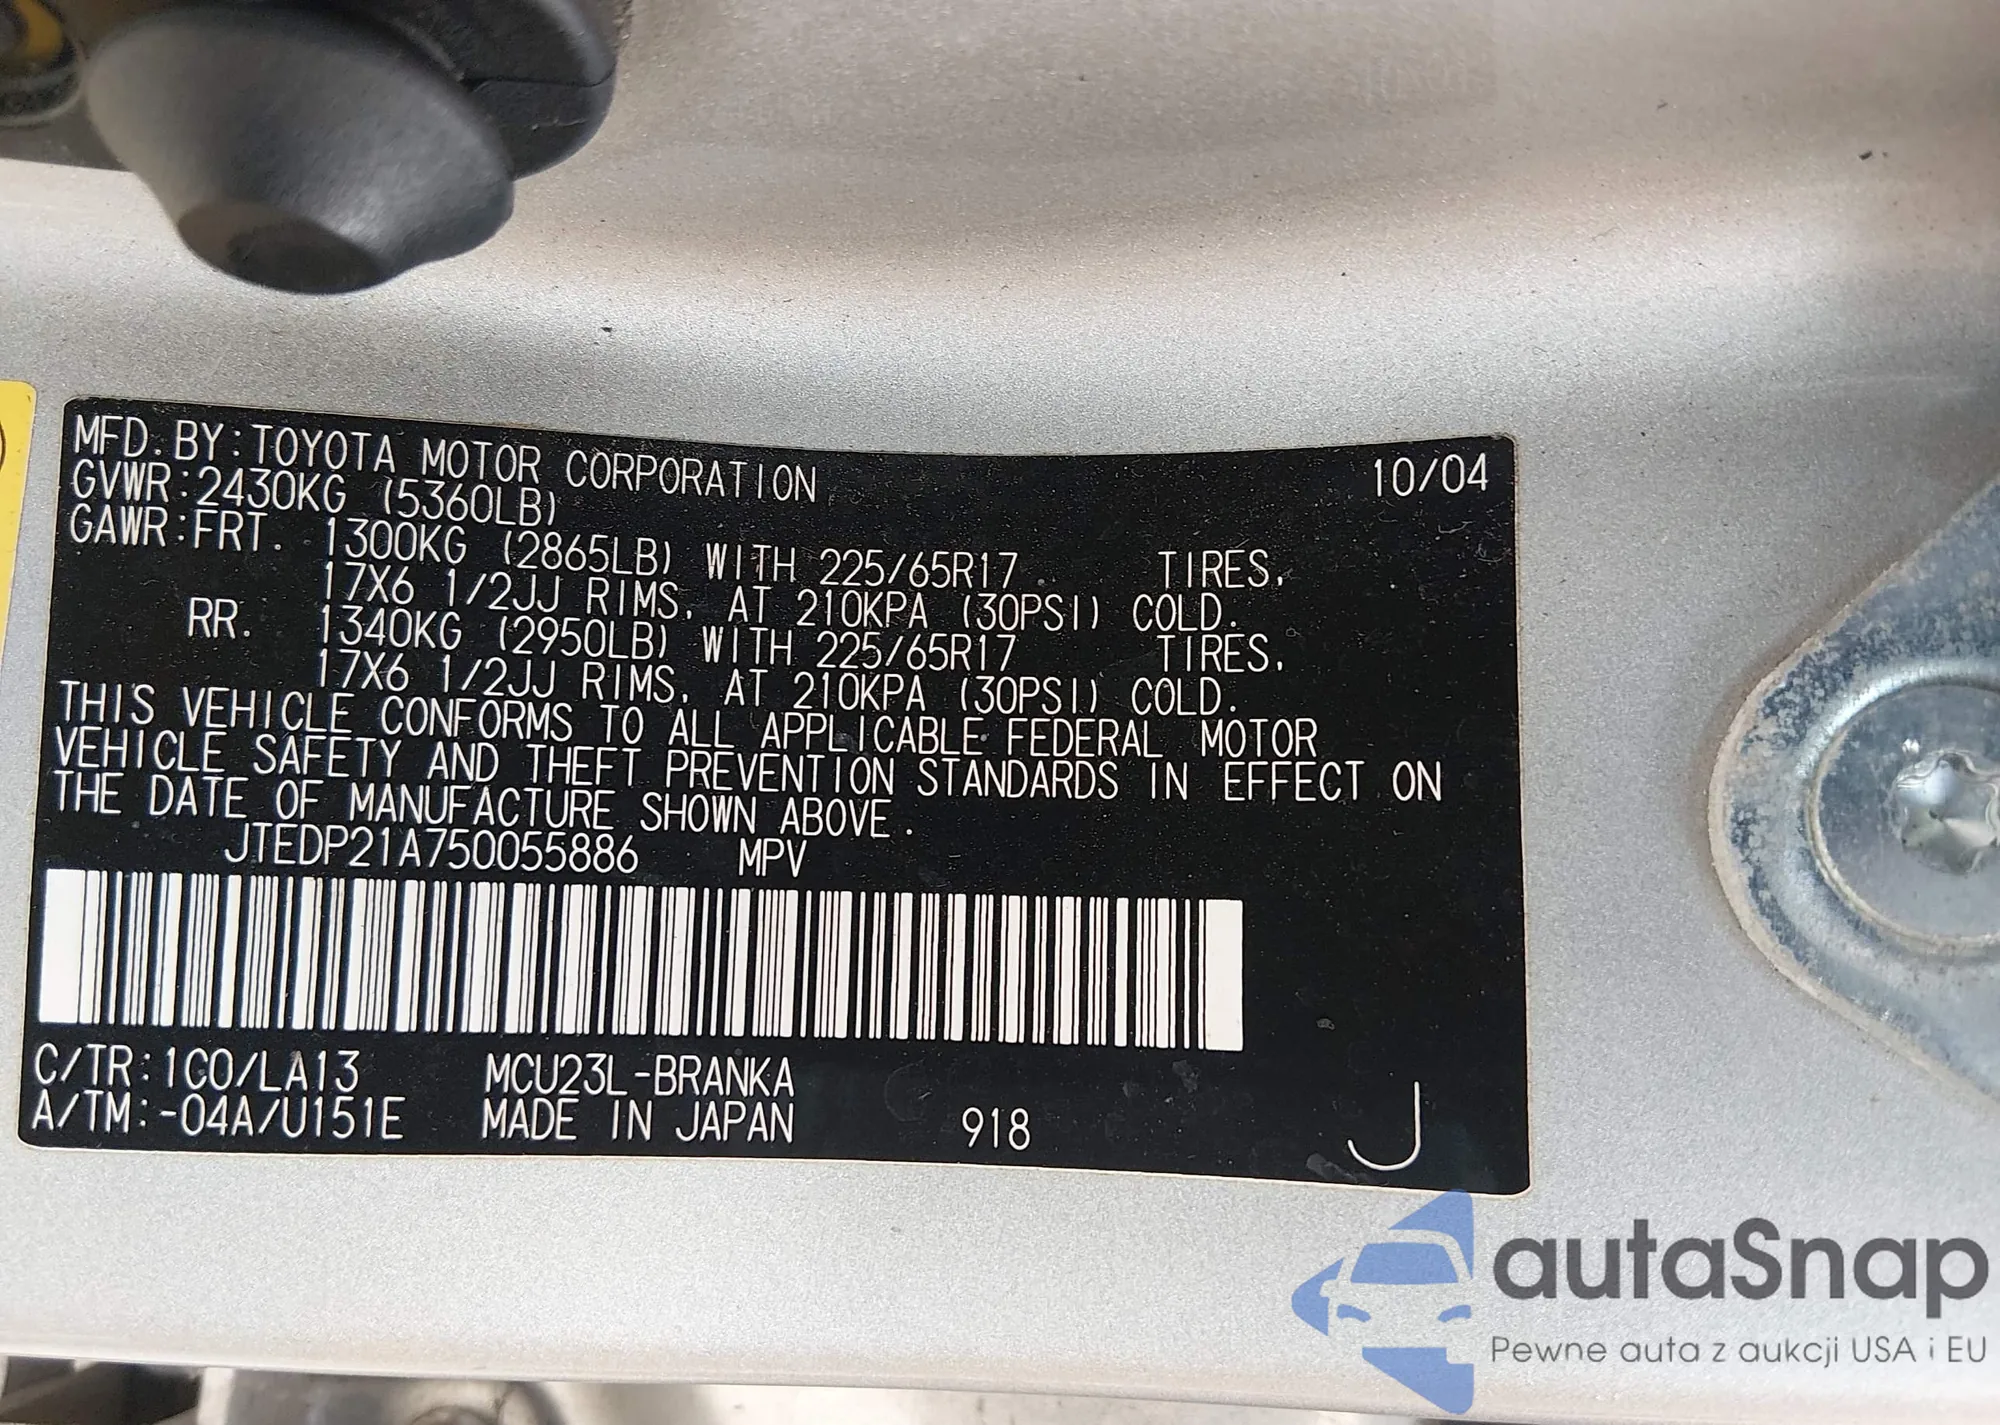 MFD. BY: TOYOTA MOTOR CORPORATION 10/04
GVWR: 2430KG (5360LB)
GAWR: FRT. 1300KG (2865LB) WITH 225/65R17 TIRES,
17X6 1/2JJ RIMS, AT 210KPA (30PSI) COLD.
RR. 1340KG (2950LB) WITH 225/65R17 TIRES,
17X6 1/2JJ RIMS, AT 210KPA (30PSI) COLD.
THIS VEHICLE CONFORMS TO ALL APPLICABLE FEDERAL MOTOR
VEHICLE SAFETY AND THEFT PREVENTION STANDARDS IN EFFECT ON
THE DATE OF MANUFACTURE SHOWN ABOVE.
JTEDP21A750055886 MPV
C/TR: 1C0/LA13 MCU23L-BRANKA
A/TM: -04A/U151E MADE IN JAPAN 918 J
autaSnap
Pewne auta z aukcji USA i EU